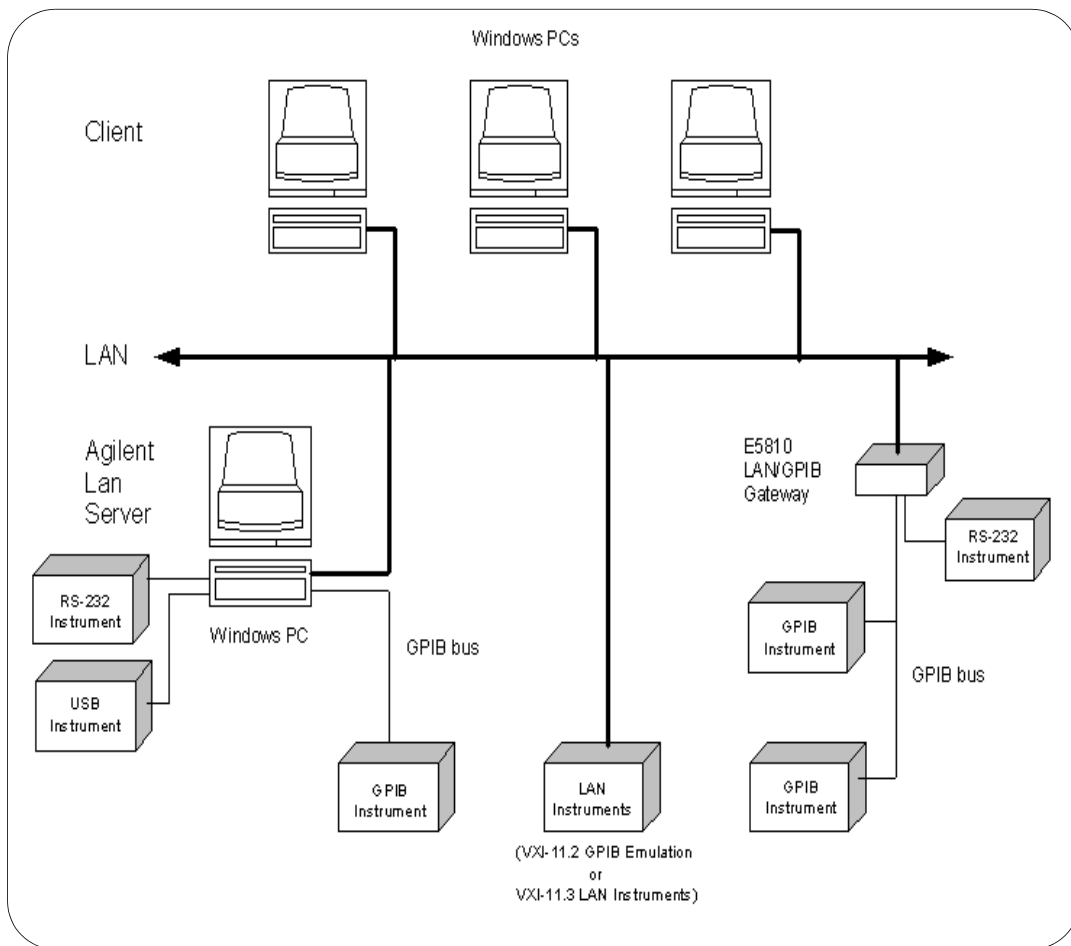 Windows PCs
Client
LAN
Agilent
Lan
Server
E5810
LAN/GPIB
Gateway
RS-232
Instrument
RS-232
Instrument
Windows PC
GPIB
Instrument
GPIB bus
GPIB bus
USB
Instrument
GPIB
Instrument
LAN
Instruments
GPIB
Instrument
(VXI-11.2 GPIB Emulation
or
VXI-11.3 LAN Instruments)